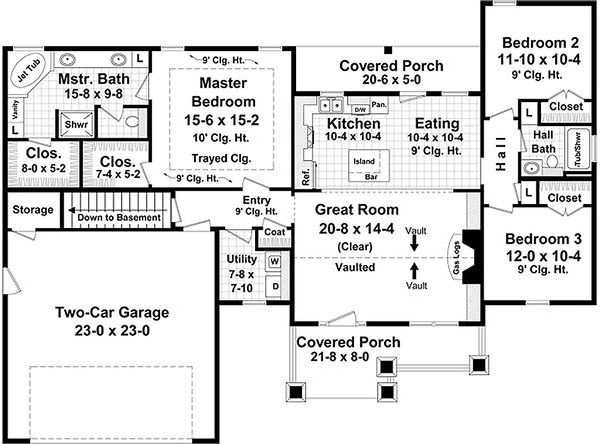 Jet Tub
Mstr. Bath
15-8 x 9-8
Vanity
L
L
Shwr
9' Clg. Ht.
Master
Bedroom
15-6 x 15-2
10' Clg. Ht.
Trayed Clg.
9' Clg. Ht.
Clos.
8-0 x 5-2
Clos.
7-4 x 5-2
Covered Porch
20-6 x 5-0
D/W
Pan.
Kitchen
10-4 x 10-4
Island
Bar
Ref.
Eating
10-4 x 10-4
9' Clg. Ht.
Bedroom 2
11-10 x 10-4
9' Clg. Ht.
Closet
L
Hall
Hall
Bath
Tub/Shwr
L
Closet
Bedroom 3
12-0 x 10-4
9' Clg. Ht.
Storage
Down to Basement
Entry
9' Clg. Ht.
Coat
Utility
7-8 x
7-10
W
D
Great Room
20-8 x 14-4
(Clear)
Vaulted
Vault
Vault
Gas Logs
Two-Car Garage
23-0 x 23-0
Covered Porch
21-8 x 8-0